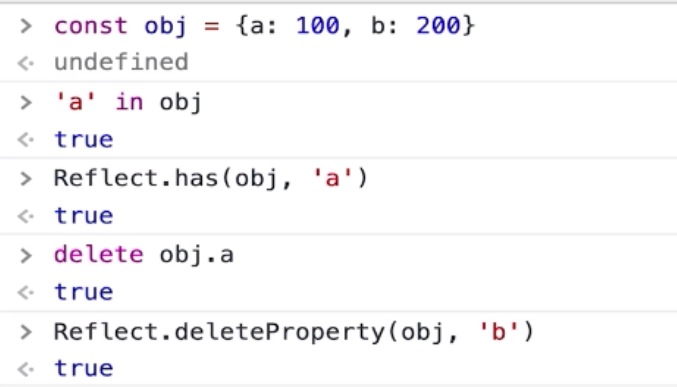 > const obj = {a: 100, b: 200}
<· undefined
> 'a' in obj
<· true
> Reflect.has(obj, 'a')
<· true
> delete obj.a
<· true
> Reflect.deleteProperty(obj, 'b')
<· true